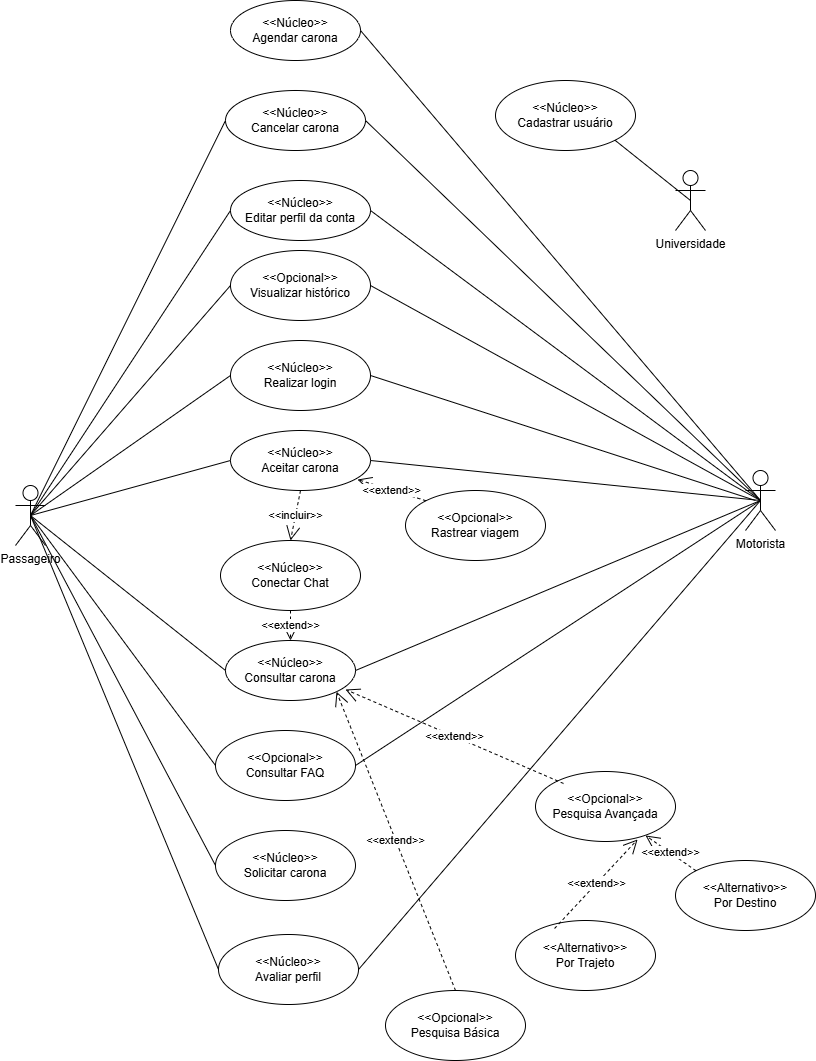 <<Núcleo>>
Agendar carona
<<Núcleo>>
Cadastrar usuário
<<Núcleo>>
Cancelar carona
<<Núcleo>>
Editar perfil da conta
Universidade
<<Opcional>>
Visualizar histórico
<<Núcleo>>
Realizar login
<<Núcleo>>
Aceitar carona
<<extend>>
<<incluir>>
<<Opcional>>
Rastrear viagem
Passageiro
Motorista
<<Núcleo>>
Conectar Chat
<<extend>>
<<Núcleo>>
Consultar carona
<<extend>>
<<Opcional>>
Consultar FAQ
<<Opcional>>
Pesquisa Avançada
<<extend>>
<<extend>>
<<Núcleo>>
Solicitar carona
<<extend>>
<<Alternativo>>
Por Destino
<<Alternativo>>
Por Trajeto
<<Núcleo>>
Avaliar perfil
<<Opcional>>
Pesquisa Básica